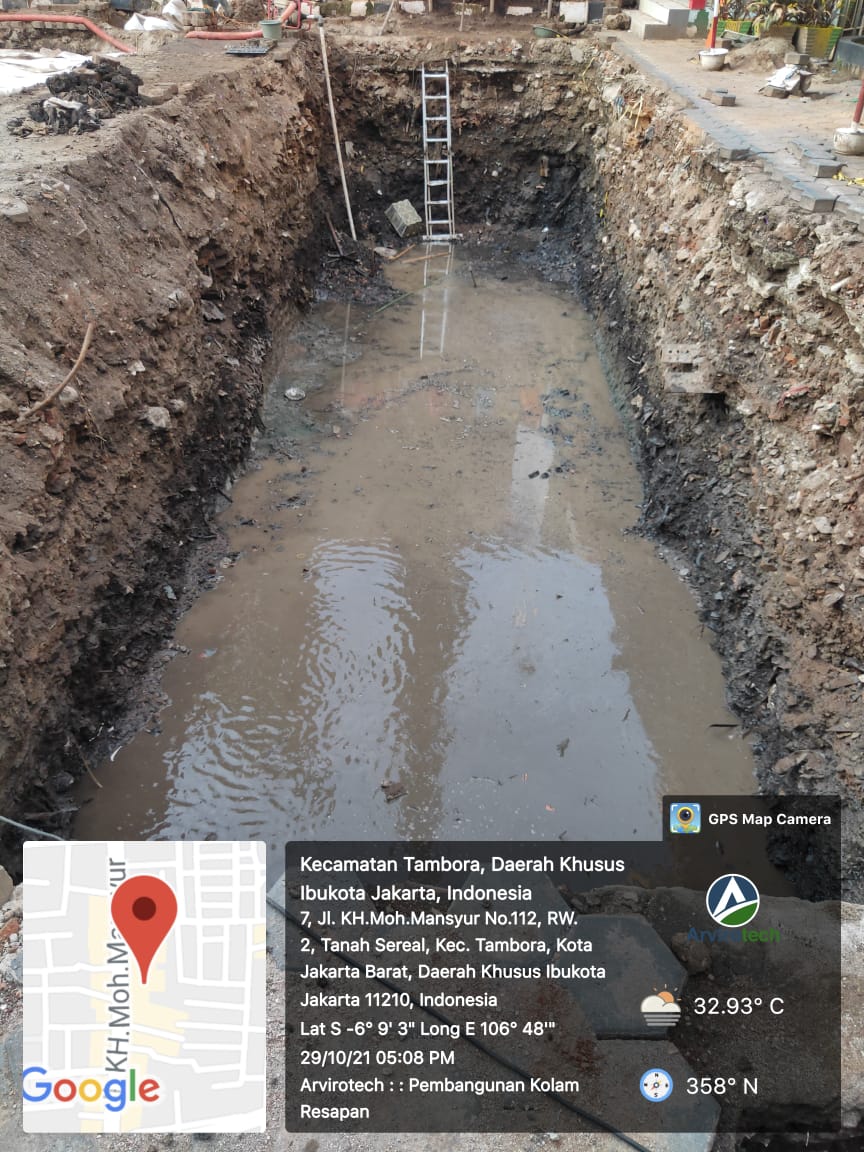 GPS Map Camera
Kecamatan Tambora, Daerah Khusus
Ibukota Jakarta, Indonesia
7, Jl. KH.Moh.Mansyur No.112, RW.
2, Tanah Sereal, Kec. Tambora, Kota
Jakarta Barat, Daerah Khusus Ibukota
Jakarta 11210, Indonesia
Lat S -6° 9' 3" Long E 106° 48'"
29/10/21 05:08 PM
Arvirotech : : Pembangunan Kolam
Resapan
Arvirotech
32.93° C
358° N
KH.Moh.Ma ur
Google